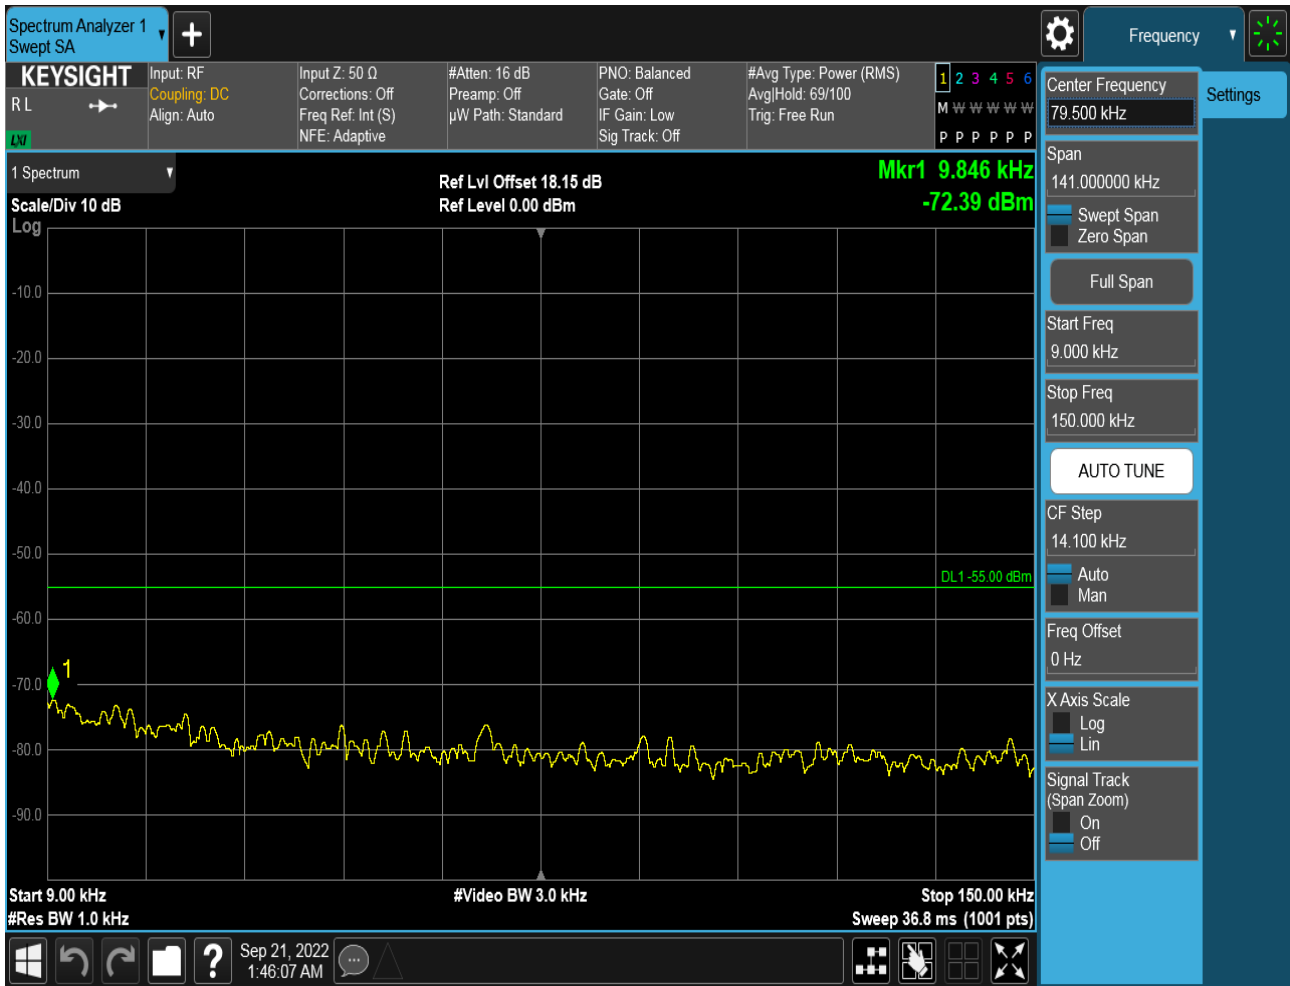 Spectrum Analyzer 1
Swept SA
Frequency
KEYSIGHT
R L
LXI
Input: RF
Coupling: DC
Align: Auto
Input Z: 50 Ω
Corrections: Off
Freq Ref: Int (S)
NFE: Adaptive
#Atten: 16 dB
Preamp: Off
µW Path: Standard
PNO: Balanced
Gate: Off
IF Gain: Low
Sig Track: Off
#Avg Type: Power (RMS)
Avg|Hold: 69/100
Trig: Free Run
1 2 3 4 5 6
M W W W W W
P P P P P P
1 Spectrum
Scale/Div 10 dB
Log
Ref Lvl Offset 18.15 dB
Ref Level 0.00 dBm
Mkr1 9.846 kHz
-72.39 dBm
-10.0
-20.0
-30.0
-40.0
-50.0
DL1 -55.00 dBm
-60.0
1
-70.0
-80.0
-90.0
Start 9.00 kHz
#Res BW 1.0 kHz
#Video BW 3.0 kHz
Stop 150.00 kHz
Sweep 36.8 ms (1001 pts)
?
Sep 21, 2022
1:46:07 AM
Center Frequency
79.500 kHz
Settings
Span
141.000000 kHz
Swept Span
Zero Span
Full Span
Start Freq
9.000 kHz
Stop Freq
150.000 kHz
AUTO TUNE
CF Step
14.100 kHz
Auto
Man
Freq Offset
0 Hz
X Axis Scale
Log
Lin
Signal Track
(Span Zoom)
On
Off